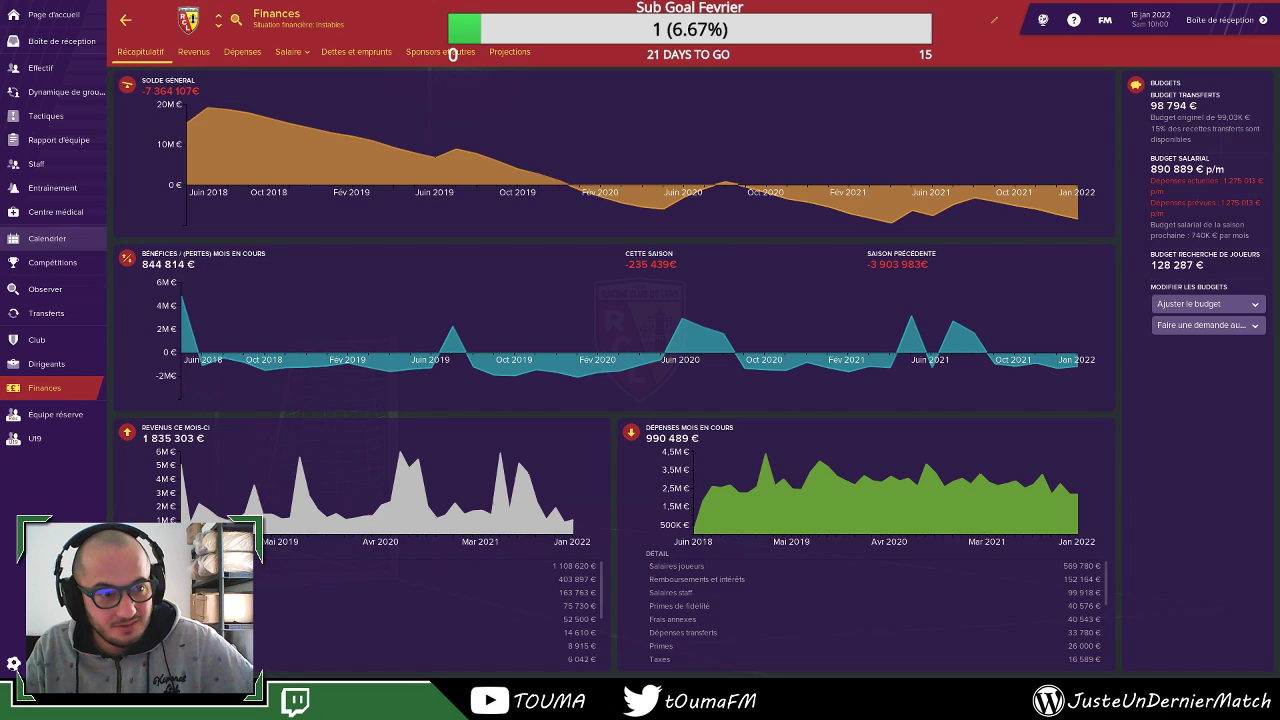 Sub Goal Fevrier
1 (6.67%)
0
21 DAYS TO GO
15
Finances
Situation financière: Instables
15 jan 2022
Sam 10h00
Boîte de réception
FM
Récapitulatif
Revenus
Dépenses
Salaire
Dettes et emprunts
Sponsors et autres
Projections
Page d'accueil
Boîte de réception
Effectif
Dynamique de grou...
Tactiques
Rapport d'équipe
Staff
Entraînement
Centre médical
Calendrier
Compétitions
Observer
Transferts
Club
Dirigeants
Finances
Équipe réserve
U19
SOLDE GÉNÉRAL
-7 364 107€
20M €
10M €
0 €
Juin 2018
Oct 2018
Fév 2019
Juin 2019
Oct 2019
Fév 2020
Juin 2020
Oct 2020
Fév 2021
Juin 2021
Oct 2021
Jan 2022
BÉNÉFICES / (PERTES) MOIS EN COURS
844 814 €
CETTE SAISON
-235 439€
SAISON PRÉCÉDENTE
-3 903 983€
6M €
4M €
2M €
0 €
-2M€
Juin 2018
Oct 2018
Fév 2019
Juin 2019
Oct 2019
Fév 2020
Juin 2020
Oct 2020
Fév 2021
Juin 2021
Oct 2021
Jan 2022
REVENUS CE MOIS-CI
1 835 303 €
6M €
5M €
4M €
3M €
2M €
1M €
Mai 2019
Avr 2020
Mar 2021
Jan 2022
1 108 620 €
403 897 €
163 763 €
75 730 €
52 500 €
14 610 €
8 915 €
6 042 €
DÉPENSES MOIS EN COURS
990 489 €
4,5M €
3,5M €
2,5M €
1,5M €
500K €
Juin 2018
Mai 2019
Avr 2020
Mar 2021
Jan 2022
DÉTAIL
Salaires joueurs 569 780 €
Remboursements et intérêts 152 164 €
Salaires staff 99 918 €
Primes de fidélité 40 576 €
Frais annexes 40 543 €
Dépenses transferts 33 780 €
Primes 26 000 €
Taxes 16 589 €
BUDGETS
BUDGET TRANSFERTS
98 794 €
Budget originel de 99,03K €
15% des recettes transferts sont
disponibles
BUDGET SALARIAL
890 889 € p/m
Dépenses actuelles : 1 275 013 €
p/m
Dépenses prévues : 1 275 013 €
p/m
Budget salarial de la saison
prochaine : 740K € par mois
BUDGET RECHERCHE DE JOUEURS
128 287 €
MODIFIER LES BUDGETS
Ajuster le budget
Faire une demande au...
TOUMA
tOumaFM
JusteUnDernierMatch